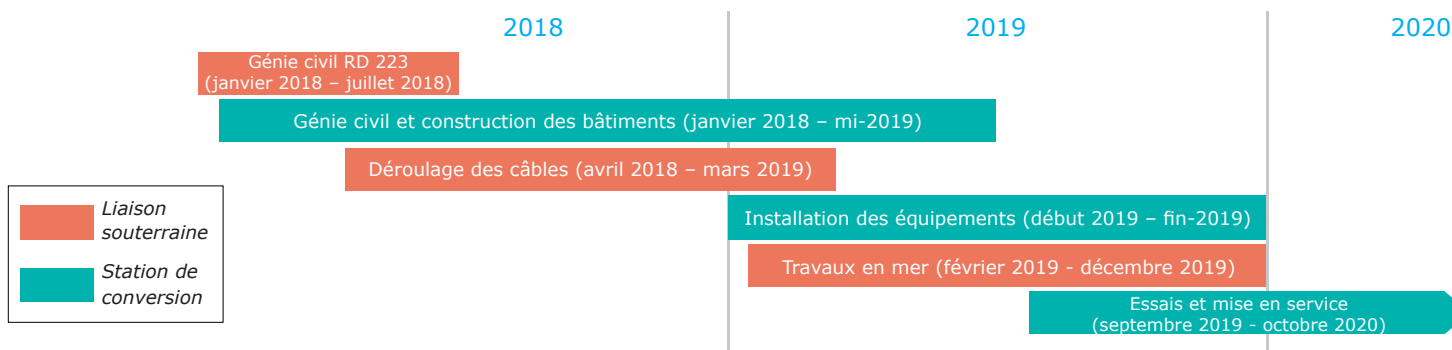 2018
2019
2020
Génie civil RD 223
(janvier 2018 – juillet 2018)
Génie civil et construction des bâtiments (janvier 2018 – mi-2019)
Déroulage des câbles (avril 2018 – mars 2019)
Liaison
souterraine
Station de
conversion
Installation des équipements (début 2019 – fin-2019)
Travaux en mer (février 2019 - décembre 2019)
Essais et mise en service
(septembre 2019 - octobre 2020)